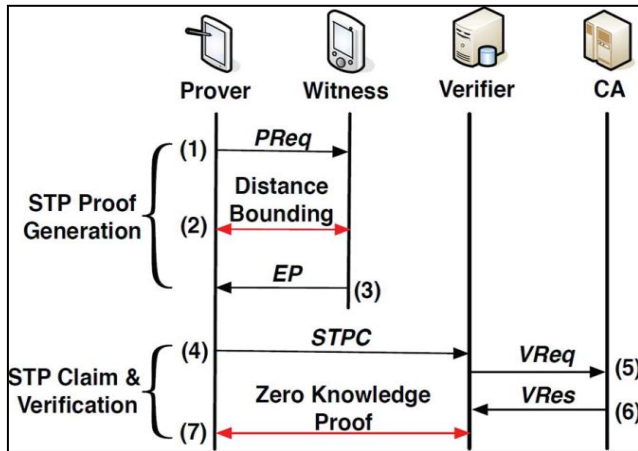 Prover Witness Verifier CA
(1) PReq
STP Proof
Generation
Distance
Bounding
(2)
EP
(3)
(4) STPC
STP Claim &
Verification
VReq
(5)
Zero Knowledge
Proof
VRes
(6)
(7)